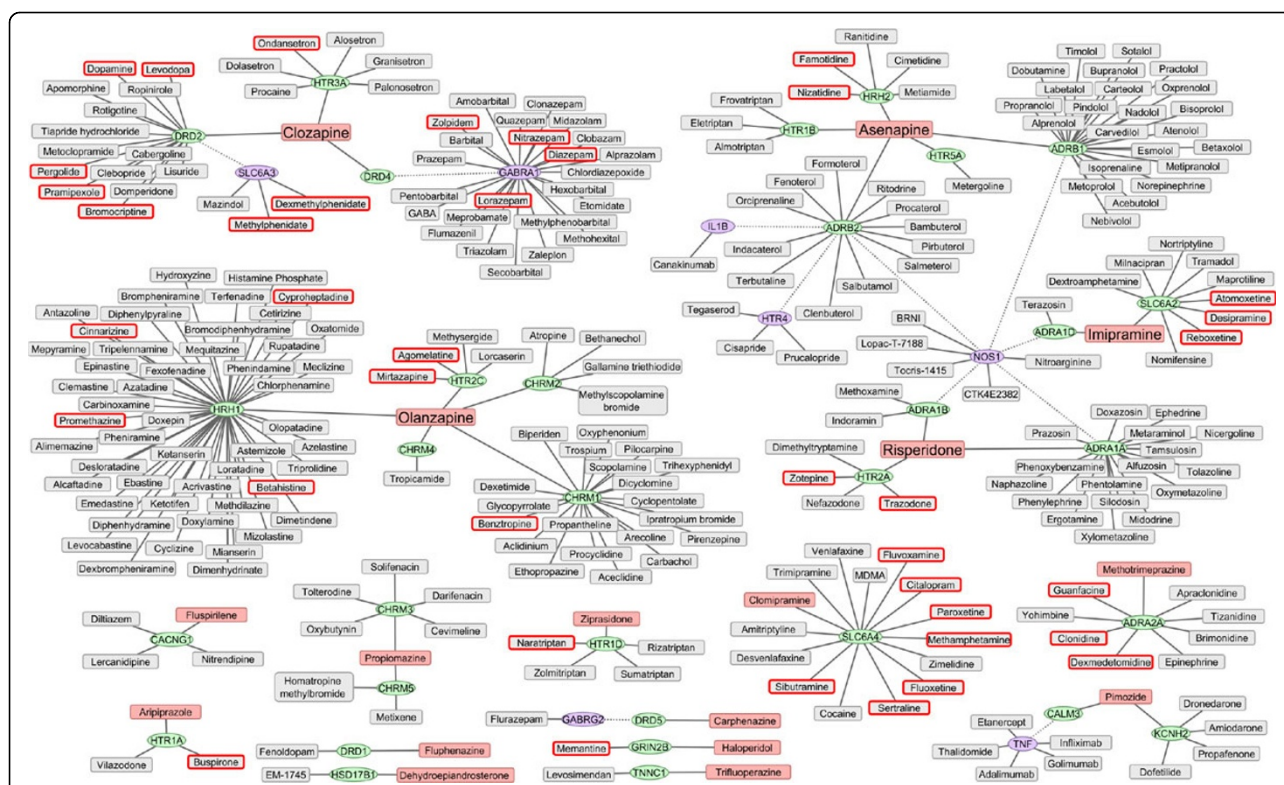 Ondansetron
Alosetron
Dolasetron
Granisetron
HTR3A
Procaine
Palonosetron
Dopamine
Levodopa
Apomorphine
Ropinirole
Rotigotine
Tiapride hydrochloride
DRD2
Metoclopramide
Cabergoline
Pergolide
Clebopride
Lisuride
Pramipexole
Domperidone
Bromocriptine
Clozapine
SLC6A3
Mazindol
Dexmethylphenidate
Methylphenidate
DRD4
Amobarbital
Clonazepam
Zolpidem
Quazepam
Midazolam
Barbital
Nitrazepam
Clobazam
Prazepam
Diazepam
Alprazolam
GABRA1
Chlordiazepoxide
Pentobarbital
Hexobarbital
GABA
Lorazepam
Etomidate
Meprobamate
Methylphenobarbital
Flumazenil
Methohexital
Triazolam
Zaleplon
Secobarbital
Ranitidine
Famotidine
Cimetidine
HRH2
Nizatidine
Metiamide
Frovatriptan
Eletriptan
HTR1B
Almotriptan
Asenapine
HTR5A
Metergoline
Timolol
Sotalol
Dobutamine
Bupranolol
Practolol
Labetalol
Carteolol
Oxprenolol
Propranolol
Pindolol
Nadolol
Bisoprolol
Alprenolol
Carvedilol
Atenolol
ADRB1
Esmolol
Betaxolol
Isoprenaline
Metipranolol
Metoprolol
Norepinephrine
Acebutolol
Nebivolol
Formoterol
Fenoterol
Ritodrine
Orciprenaline
Procaterol
IL1B
ADRB2
Bambuterol
Indacaterol
Pirbuterol
Canakinumab
Salmeterol
Terbutaline
Salbutamol
Clenbuterol
Tegaserod
HTR4
Cisapride
Prucalopride
BRNI
Lopac-T-7188
NOS1
Tocris-1415
Nitroarginine
CTK4E2382
Nortriptyline
Milnacipran
Tramadol
Dextroamphetamine
Maprotiline
SLC6A2
Atomoxetine
Terazosin
Desipramine
ADRA1D
Imipramine
Reboxetine
Nomifensine
Hydroxyzine
Histamine Phosphate
Brompheniramine
Terfenadine
Cyproheptadine
Antazoline
Diphenylpyraline
Cetirizine
Cinnarizine
Bromodiphenhydramine
Oxatomide
Mepyramine
Tripelennamine
Mequitazine
Rupatadine
Epinastine
Fexofenadine
Phenindamine
Meclizine
Clemastine
Azatadine
Chlorphenamine
Carbinoxamine
HRH1
Promethazine
Doxepin
Olopatadine
Alimemazine
Pheniramine
Astemizole
Azelastine
Ketanserin
Desloratadine
Loratadine
Triprolidine
Alcaftadine
Ebastine
Acrivastine
Betahistine
Emedastine
Ketotifen
Methdilazine
Diphenhydramine
Doxylamine
Dimetindene
Levocabastine
Cyclizine
Mizolastine
Mianserin
Dexbrompheniramine
Dimenhydrinate
Methysergide
Agomelatine
Lorcaserin
HTR2C
Mirtazapine
Atropine
Bethanechol
Gallamine triethiodide
CHRM2
Methylscopolamine
bromide
Olanzapine
CHRM4
Tropicamide
Oxyphenonium
Biperiden
Trospium
Pilocarpine
Scopolamine
Trihexyphenidyl
Dexetimide
Dicyclomine
CHRM1
Cyclopentolate
Glycopyrrolate
Benztropine
Propantheline
Ipratropium bromide
Aclidinium
Arecoline
Pirenzepine
Procyclidine
Carbachol
Ethopropazine
Aceclidine
Methoxamine
ADRA1B
Indoramin
Risperidone
Dimethyltryptamine
Zotepine
HTR2A
Nefazodone
Trazodone
Doxazosin
Ephedrine
Prazosin
Metaraminol
Nicergoline
ADRA1A
Tamsulosin
Phenoxybenzamine
Alfuzosin
Tolazoline
Naphazoline
Phentolamine
Oxymetazoline
Phenylephrine
Silodosin
Ergotamine
Midodrine
Xylometazoline
Solifenacin
Tolterodine
Darifenacin
CHRM3
Oxybutynin
Cevimeline
Propiomazine
Homatropine
methylbromide
CHRM5
Metixene
Fluspirilene
Diltiazem
CACNG1
Lercanidipine
Nitrendipine
Ziprasidone
Naratriptan
HTR1D
Rizatriptan
Zolmitriptan
Sumatriptan
Venlafaxine
Fluvoxamine
Trimipramine
MDMA
Citalopram
Clomipramine
Paroxetine
Amitriptyline
SLC6A4
Methamphetamine
Desvenlafaxine
Zimelidine
Sibutramine
Fluoxetine
Cocaine
Sertraline
Methotrimeprazine
Guanfacine
Apraclonidine
Yohimbine
ADRA2A
Tizanidine
Clonidine
Brimonidine
Dexmedetomidine
Epinephrine
Aripiprazole
HTR1A
Vilazodone
Buspirone
Fenoldopam
DRD1
Fluphenazine
EM-1745
HSD17B1
Dehydroepiandrosterone
Flurazepam
GABRG2
DRD5
Carphenazine
Memantine
GRIN2B
Haloperidol
Levosimendan
TNNC1
Trifluoperazine
Pimozide
Etanercept
CALM3
Dronedarone
Thalidomide
TNF
Infliximab
KCNH2
Amiodarone
Golimumab
Propafenone
Adalimumab
Dofetilide